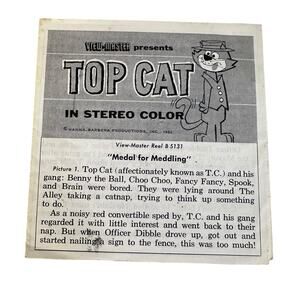 VIEW-MASTER presents
TOP CAT
IN STEREO COLOR
© HANNA-BARBERA PRODUCTIONS, INC., 1962
View-Master Reel B 5131
"Medal for Meddling"
Picture 1. Top Cat (affectionately known as T.C.) and his
gang: Benny the Ball, Choo Choo, Fancy Fancy, Spook,
and Brain were bored. They were lying around The
Alley taking a catnap, trying to think up something
to do.
As a noisy red convertible sped by, T.C. and his gang
regarded it with little interest and went back to their
nap. But when Officer Dibble drove up, got out and
started nailing a sign to the fence, this was too much!